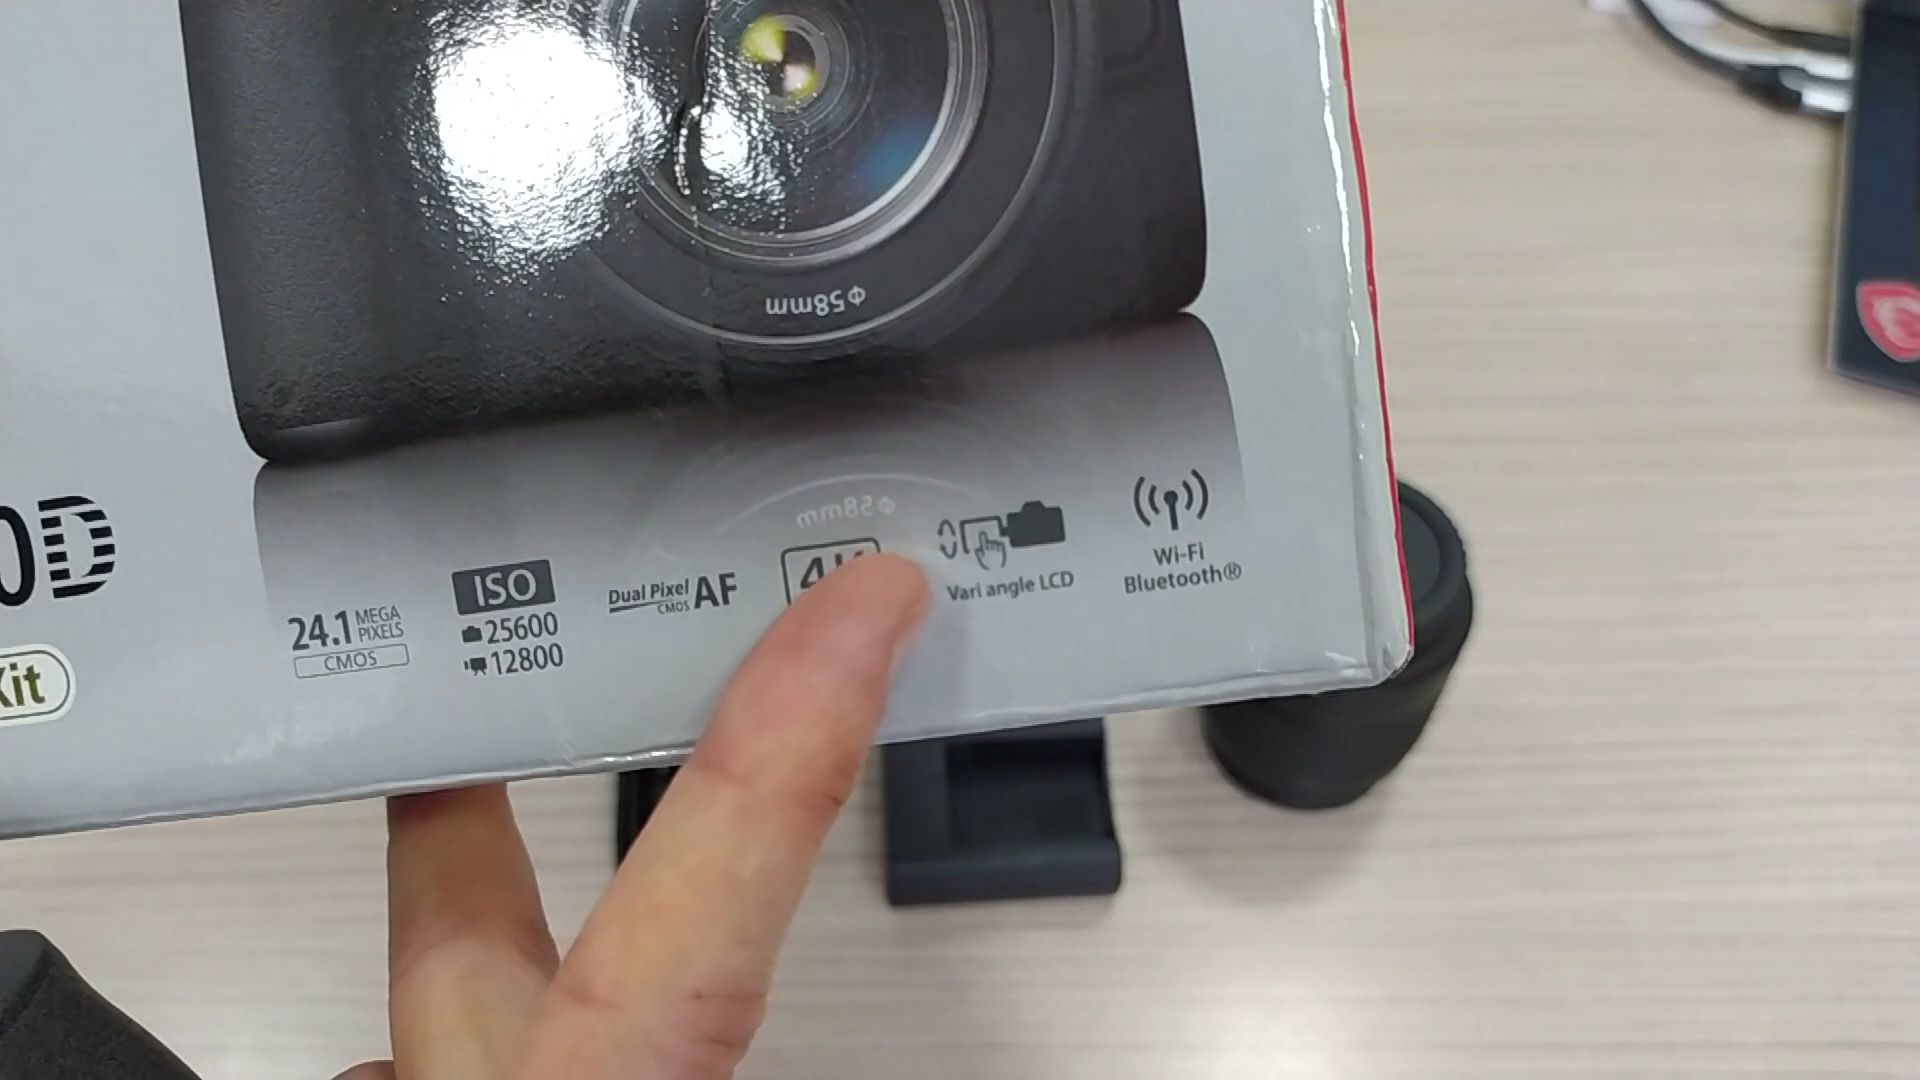 Φ58mm
Φ58mm
0D
Kit
24.1 MEGA PIXELS
CMOS
ISO
25600
12800
Dual Pixel
CMOS AF
4K
Vari angle LCD
Wi-Fi
Bluetooth®